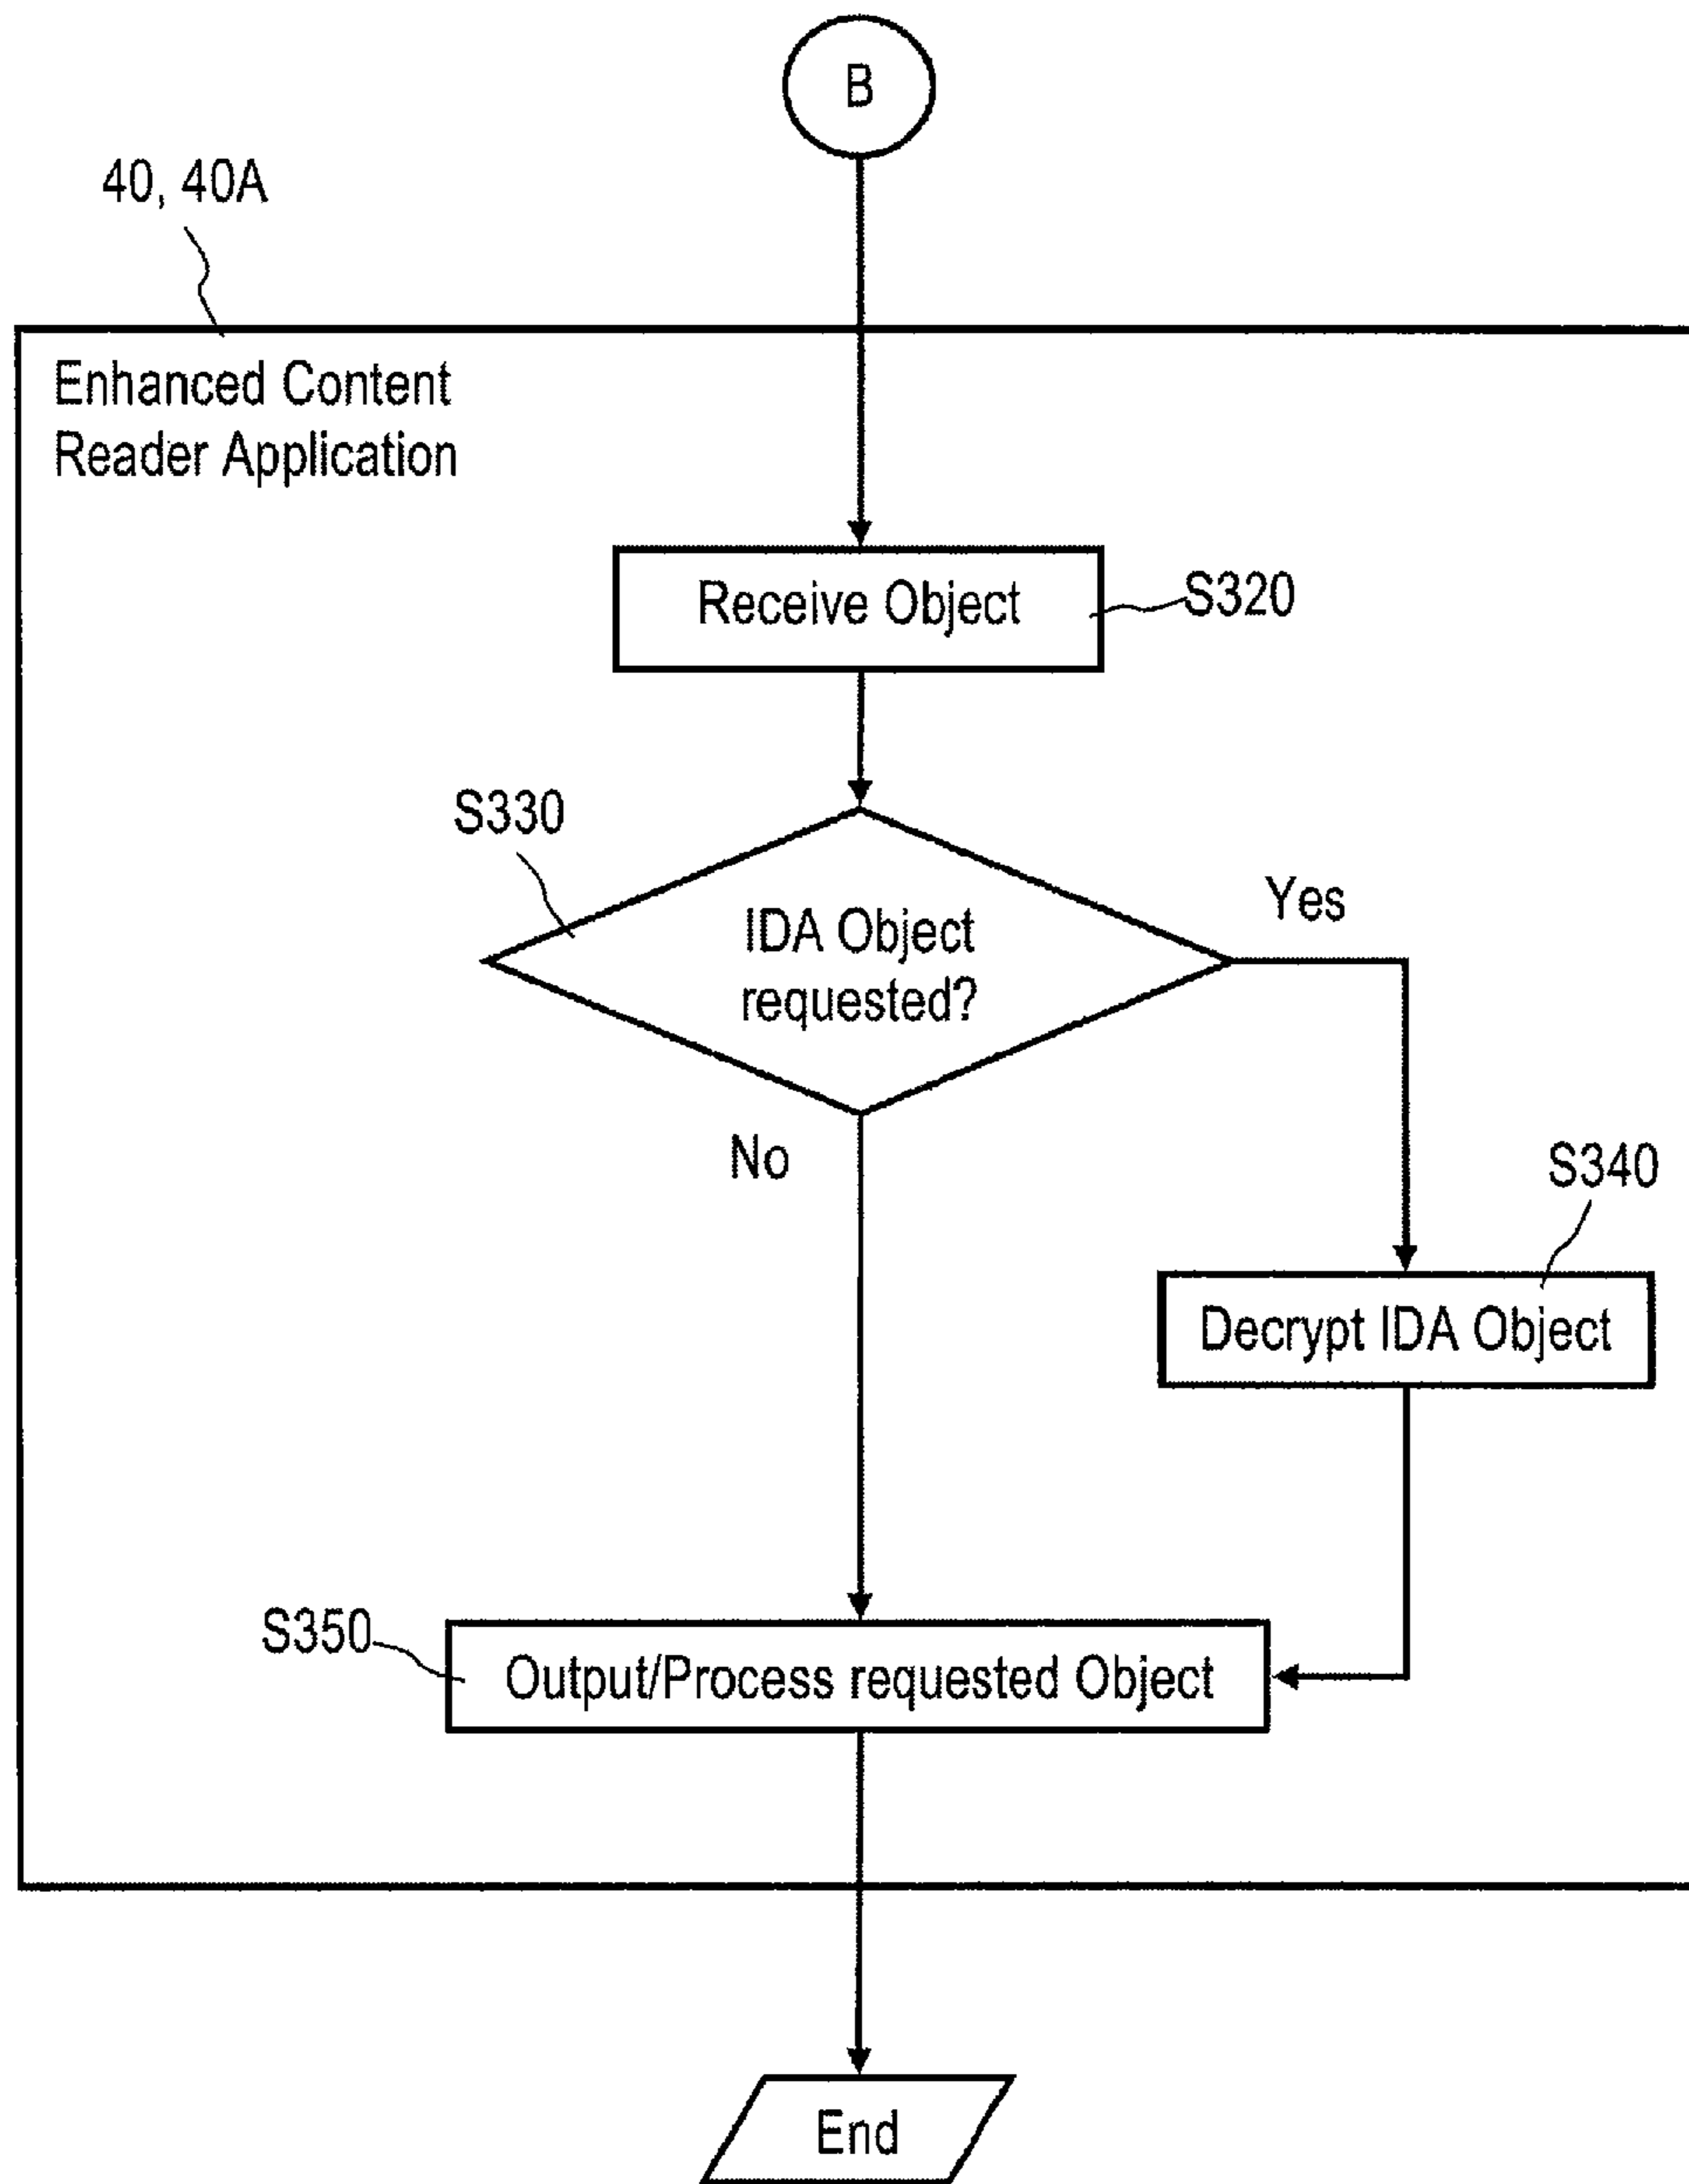 B
40, 40A
Enhanced Content
Reader Application
Receive Object
S320
S330
IDA Object
requested?
Yes
No
S340
Decrypt IDA Object
S350
Output/Process requested Object
End